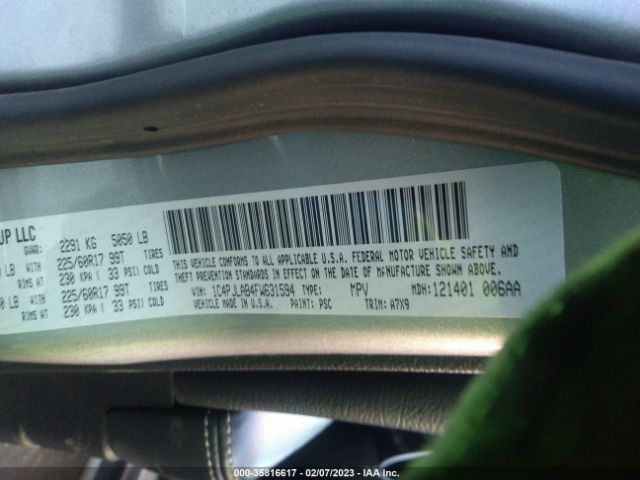 UP LLC
GVWR: 2291 KG 5050 LB
LB WITH 225/60R17 99T TIRES
RIMS AT 230 KPA ( 33 PSI) COLD
LB WITH 225/60R17 99T TIRES
RIMS AT 230 KPA ( 33 PSI) COLD
THIS VEHICLE CONFORMS TO ALL APPLICABLE U.S.A. FEDERAL MOTOR VEHICLE SAFETY AND
THEFT PREVENTION STANDARDS IN EFFECT ON THE DATE OF MANUFACTURE SHOWN ABOVE.
VIN: 1C4PJLAB4FW631594 TYPE: MPV MDH: 121401 006AA
VEHICLE MADE IN U.S.A. PAINT: PSC TRIM: A7X9
000-35816617 - 02/07/2023 - IAA Inc.